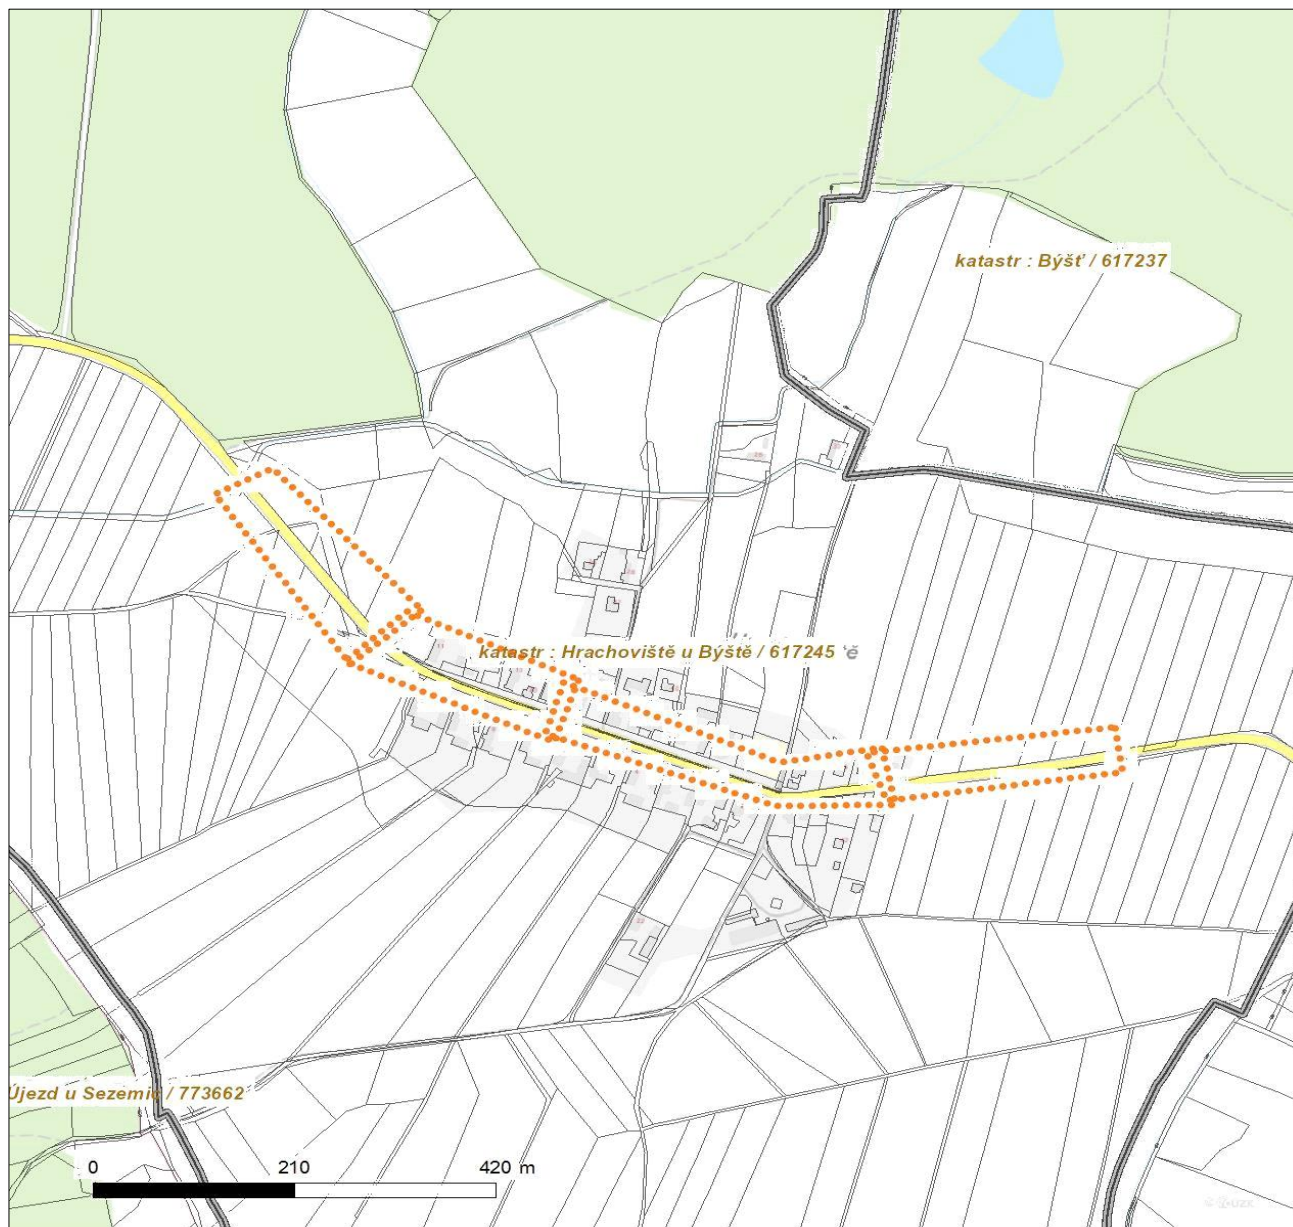 katastr : Býšť / 617237
katastr : Hrachoviště u Býště / 617245
Újezd u Sezemic / 773662
0 210 420 m